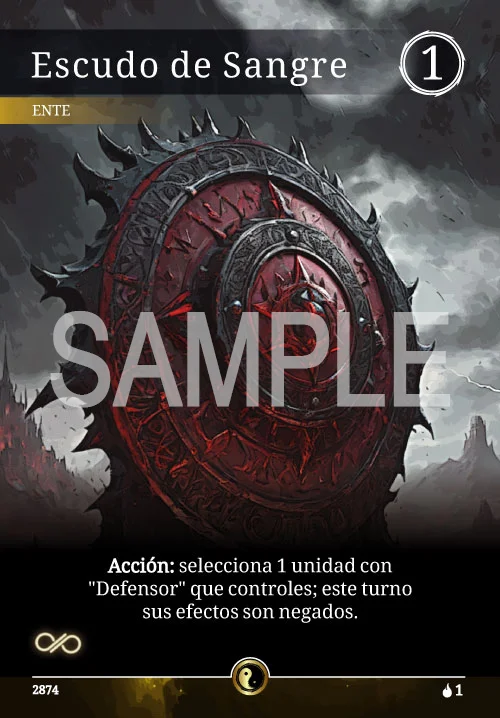 Escudo de Sangre
1
ENTE
SAMPLE
Acción: selecciona 1 unidad con
"Defensor" que controles; este turno
sus efectos son negados.
2874
1